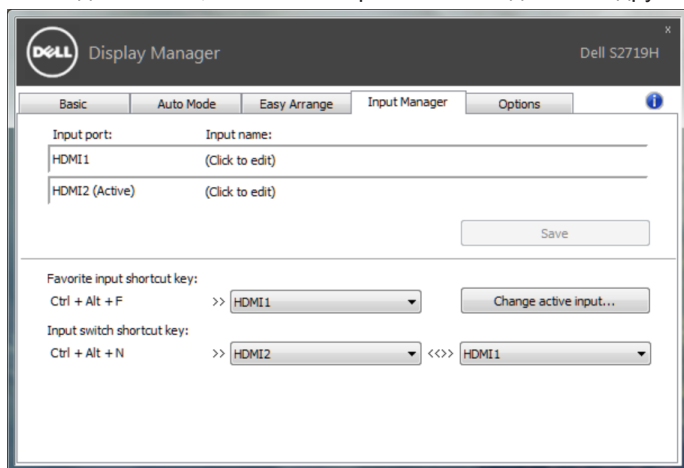 x
DELL Display Manager Dell S2719H
Basic Auto Mode Easy Arrange Input Manager Options
Input port: Input name:
HDMI1 (Click to edit)
HDMI2 (Active) (Click to edit)
Save
Favorite input shortcut key:
Ctrl + Alt + F >> HDMI1 Change active input...
Input switch shortcut key:
Ctrl + Alt + N >> HDMI2 <<>> HDMI1